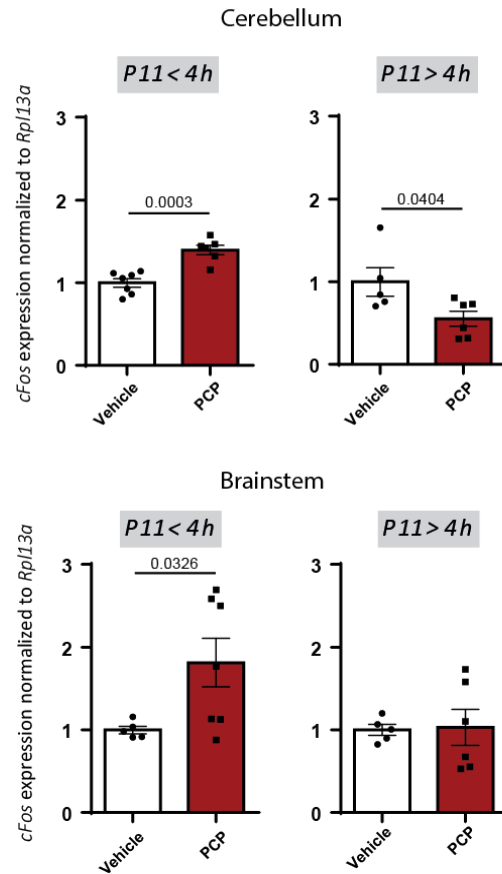 Cerebellum
P11 < 4h
P11 > 4h
cFos expression normalized to Rpl13a
3
2
1
0
0.0003
Vehicle
PCP
3
2
1
0
0.0404
Vehicle
PCP
Brainstem
P11 < 4h
P11 > 4h
cFos expression normalized to Rpl13a
3
2
1
0
0.0326
Vehicle
PCP
3
2
1
0
Vehicle
PCP